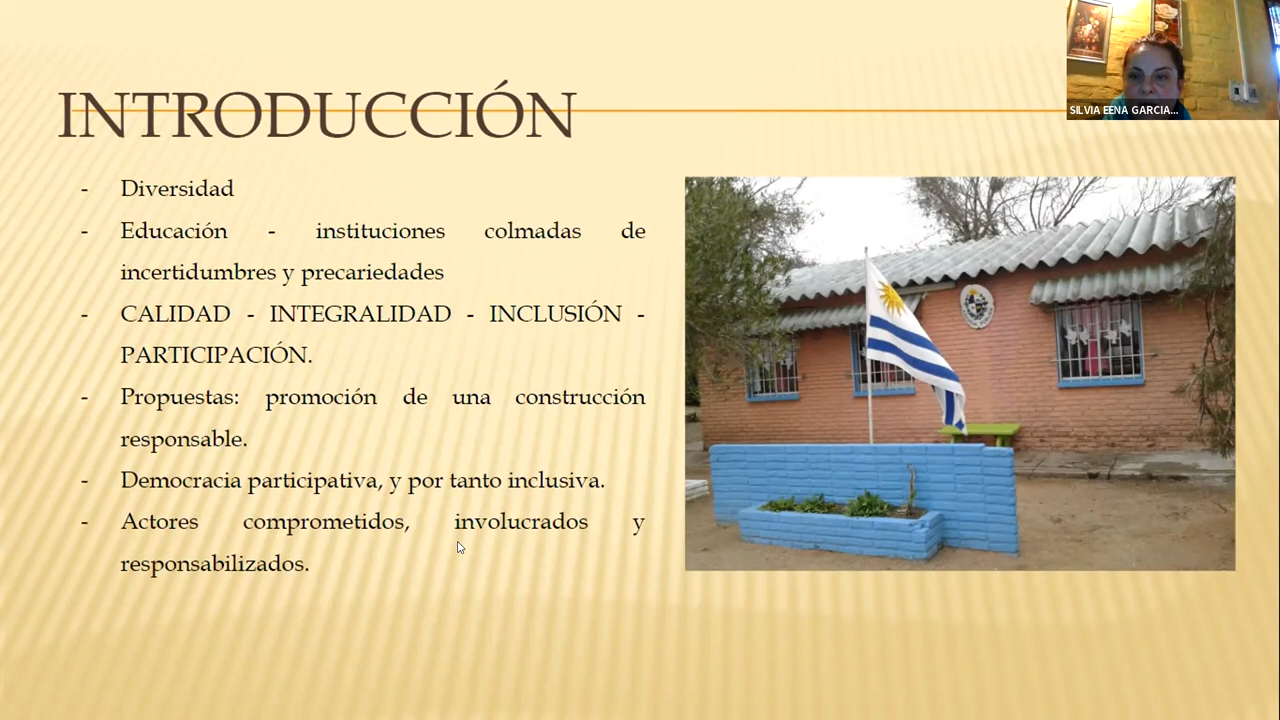 SILVIA EENA GARCIA...
INTRODUCCIÓN
- Diversidad
- Educación - instituciones colmadas de
incertidumbres y precariedades
- CALIDAD - INTEGRALIDAD - INCLUSIÓN -
PARTICIPACIÓN.
- Propuestas: promoción de una construcción
responsable.
- Democracia participativa, y por tanto inclusiva.
- Actores comprometidos, involucrados y
responsabilizados.